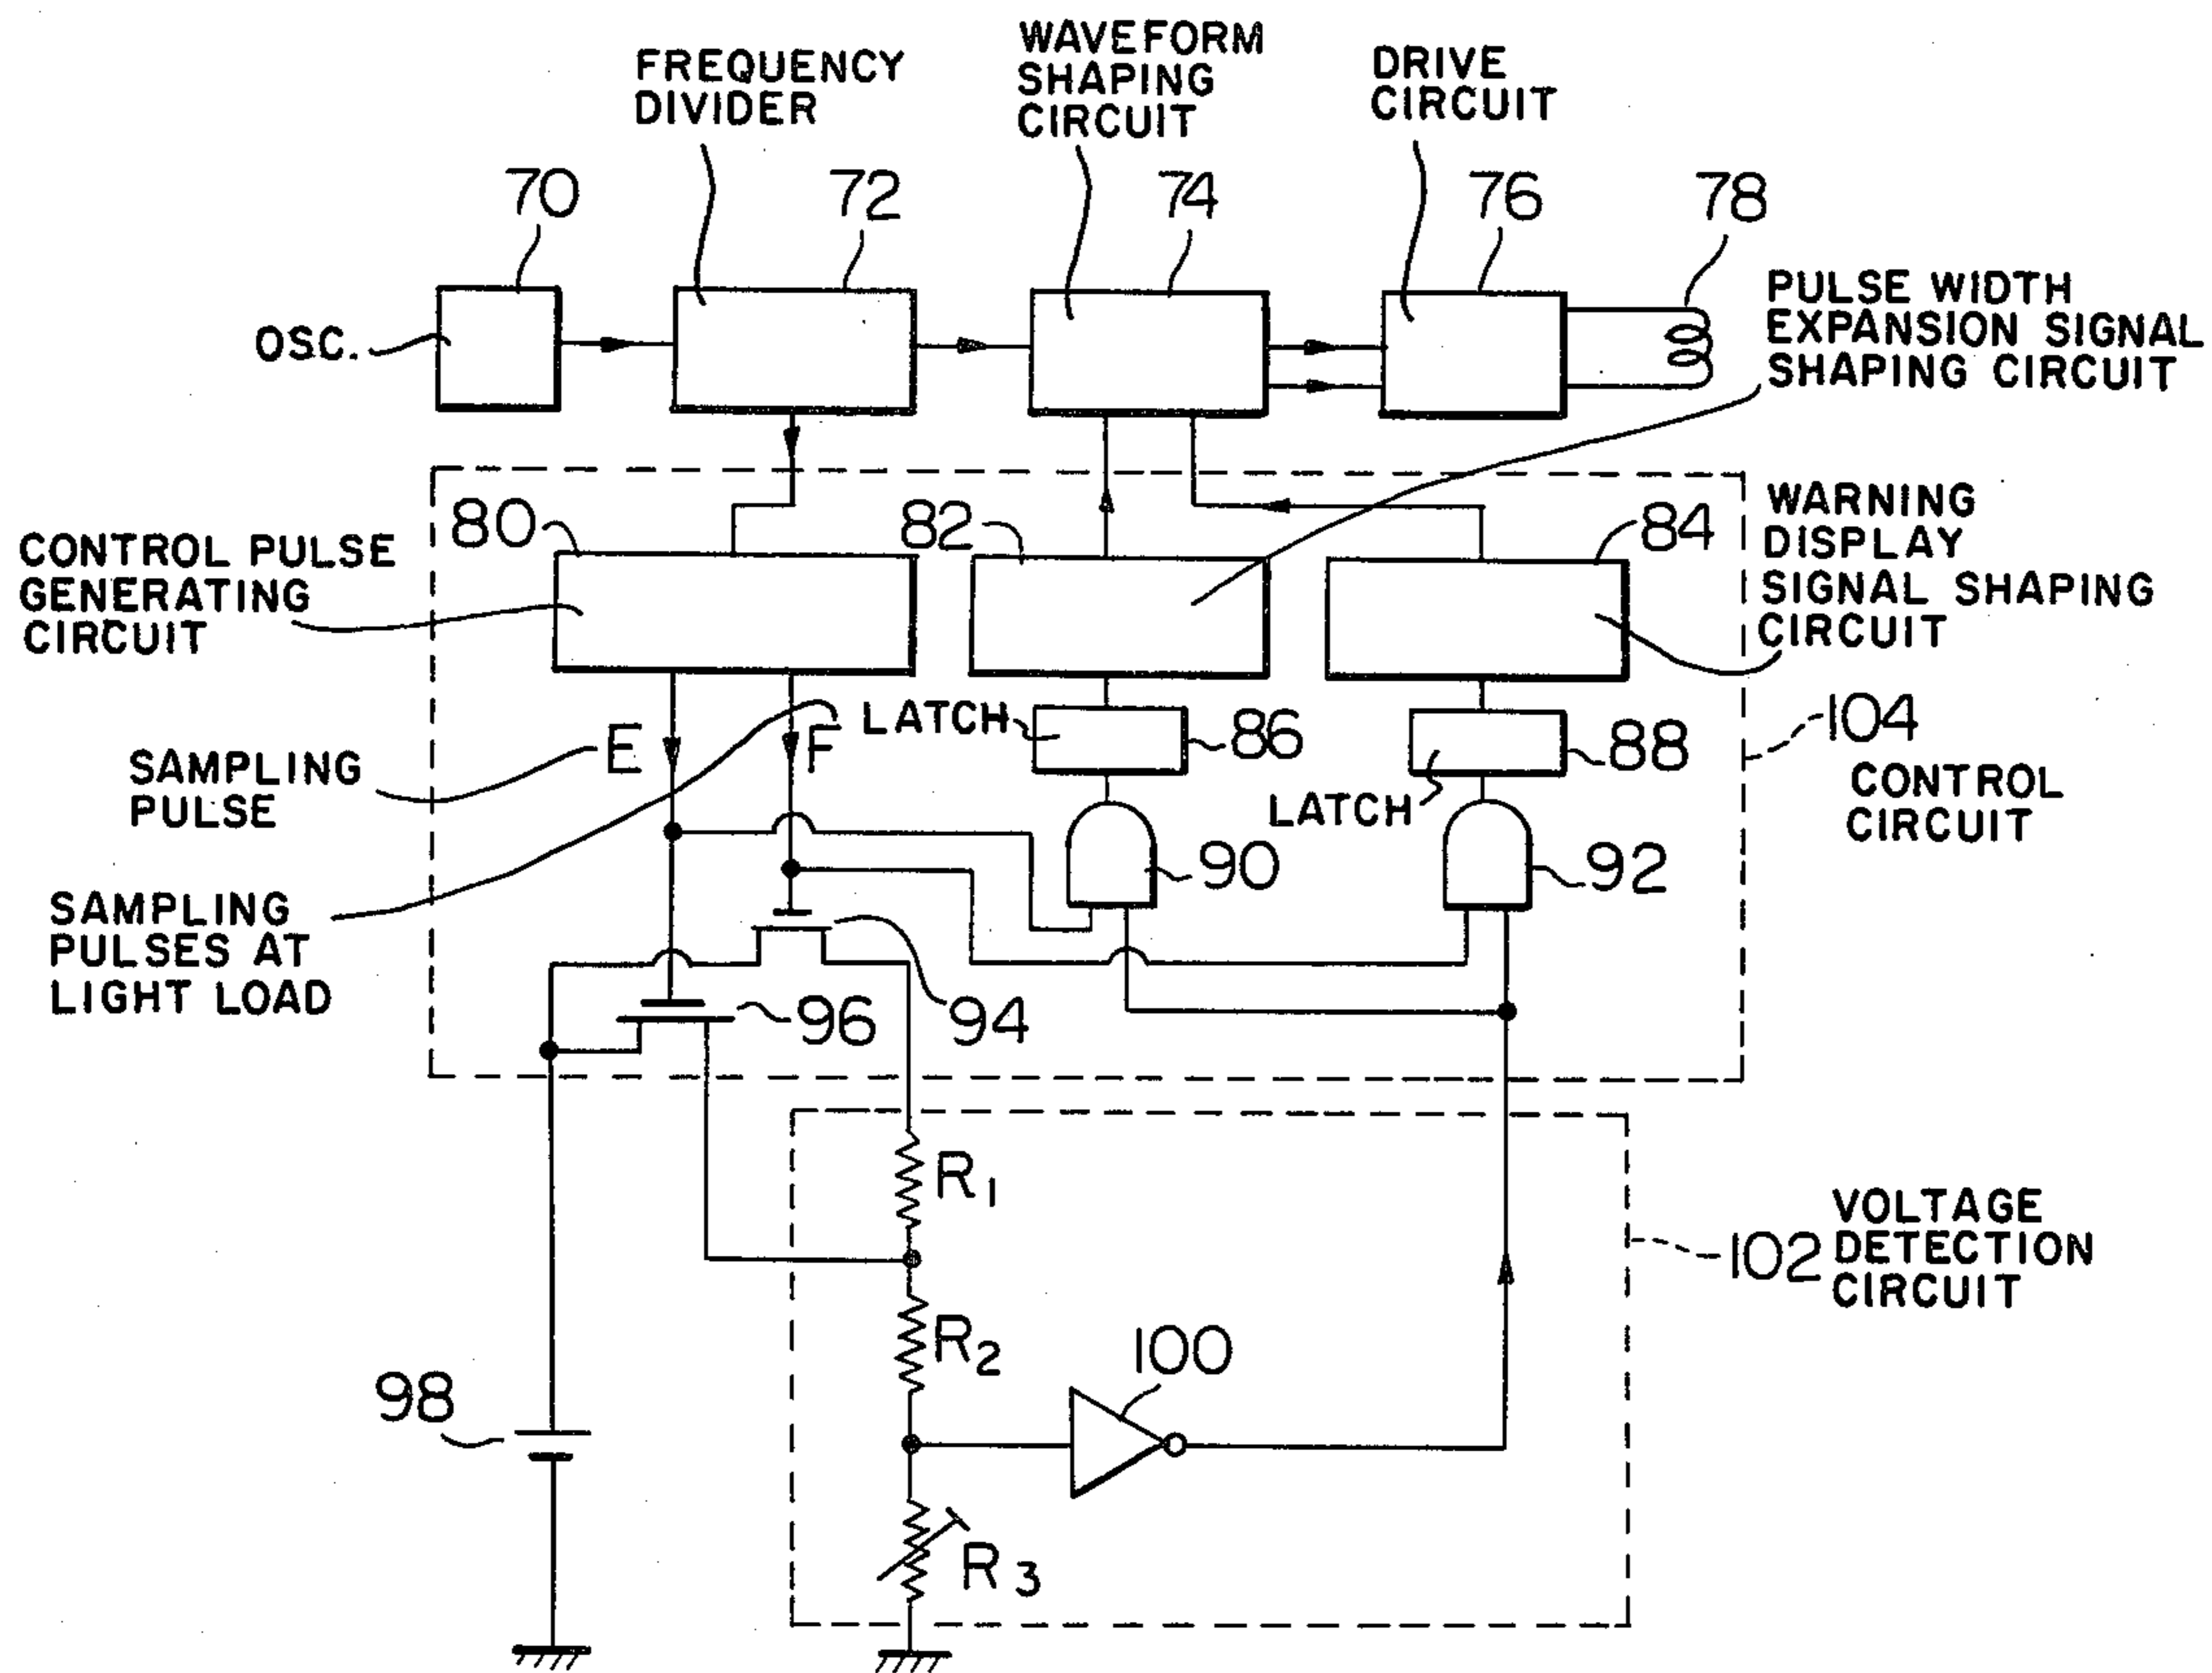 FREQUENCY
DIVIDER
WAVEFORM
SHAPING
CIRCUIT
DRIVE
CIRCUIT
70
72
74
76
78
OSC.
PULSE WIDTH
EXPANSION SIGNAL
SHAPING CIRCUIT
CONTROL PULSE
GENERATING
CIRCUIT
80
82
84
WARNING
DISPLAY
SIGNAL SHAPING
CIRCUIT
SAMPLING
PULSE
E
F
LATCH
86
LATCH
88
104
CONTROL
CIRCUIT
90
92
SAMPLING
PULSES AT
LIGHT LOAD
96
94
R1
R2
R3
98
100
102
VOLTAGE
DETECTION
CIRCUIT